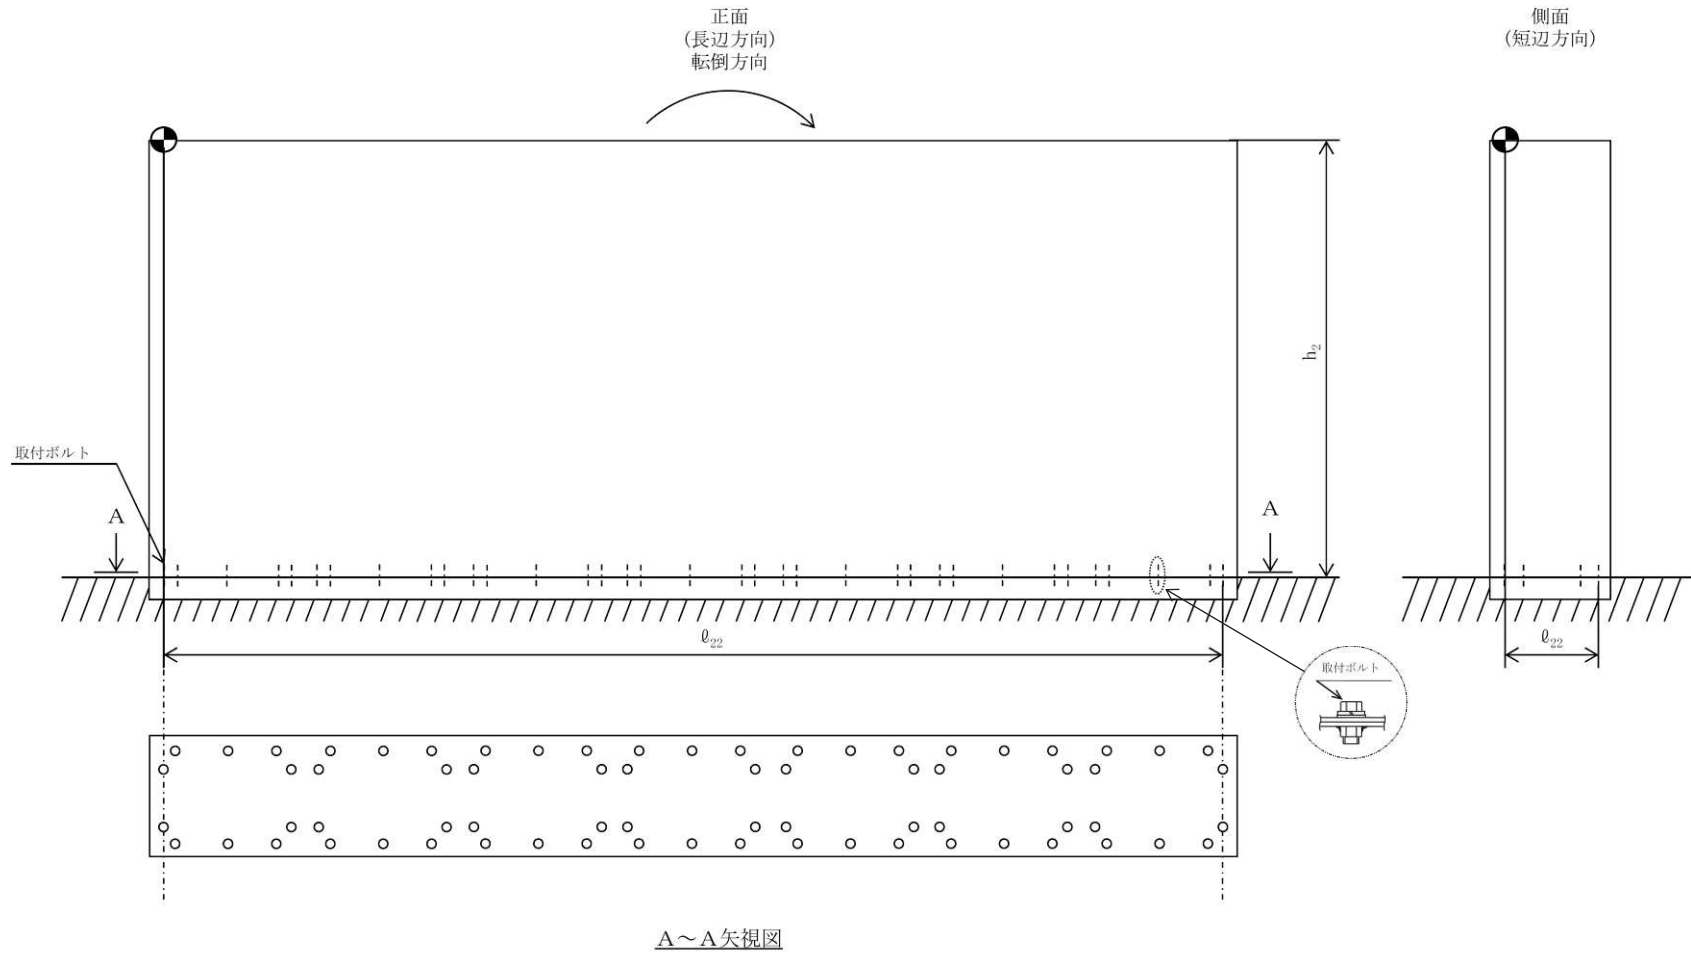 正面
(長辺方向)
転倒方向
側面
(短辺方向)
h2
取付ボルト
A
A
ℓ22
ℓ22
取付ボルト
A～A矢視図